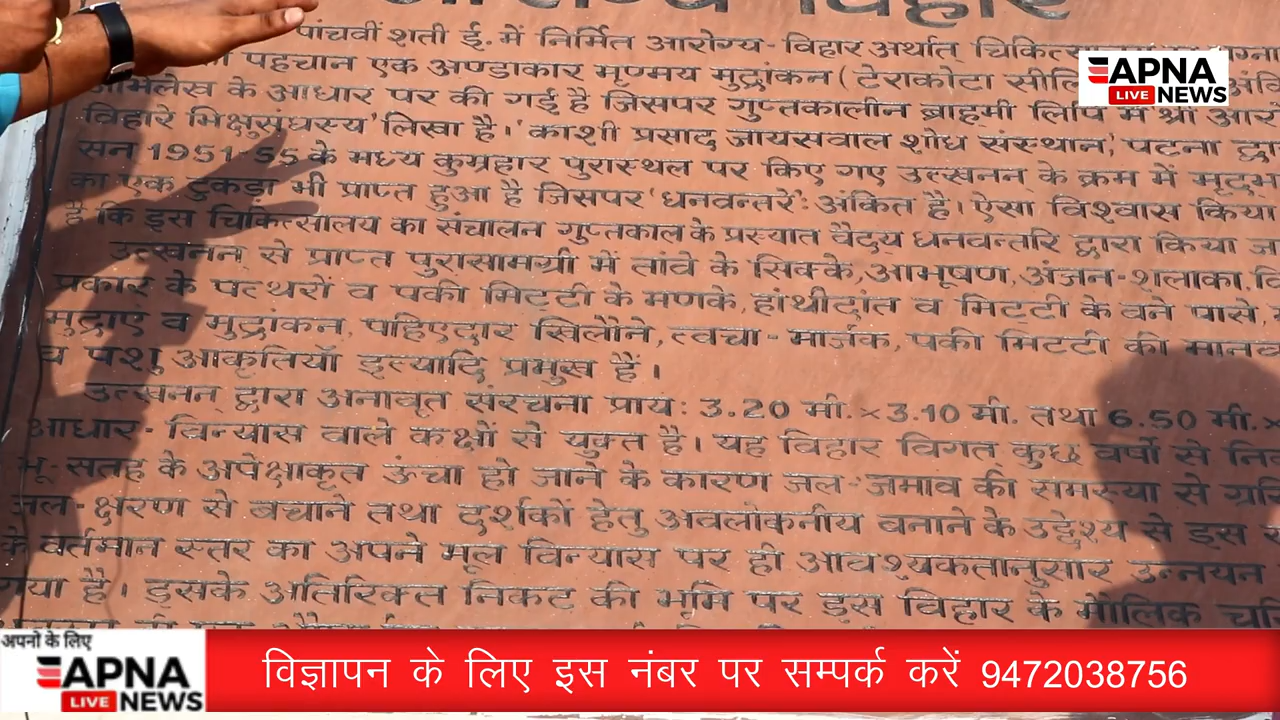 आरोग्य विहार
पांचवीं शती ई. में निर्मित आरोग्य-विहार अर्थात् चिकित्सा
पहचान एक अण्डाकार मृण्मय मुद्रांकन (टेराकोटा
के आधार पर की गई है जिसपर गुप्तकालीन ब्राह्मी लिपि में 'श्री
विहारे भिक्षुसंघस्य' लिखा है। 'काशी प्रसाद जायसवाल शोध संस्थान', पटना
सन 1951-55 के मध्य कुम्रहार पुरास्थल पर किए गए उत्खनन् के क्रम में
का एक टुकड़ा भी प्राप्त हुआ है जिसपर 'धनवन्तरेः' अंकित है। ऐसा विश्वास किया
है कि इस चिकित्सालय का संचालन गुप्तकाल के प्रख्यात वैद्य धनवन्तरि द्वारा किया
उत्खनन् से प्राप्त पुरासामग्री में तांबे के सिक्के, आभूषण, अंजन-शलाका,
प्रकार के पत्थरों व पकी मिट्टी के मणके, हांथीदांत व मिट्टी के बने पासे,
मुद्राएं व मुद्रांकन, पहिएदार खिलौने, त्वचा-मार्जक, पकी मिट्टी की मानव
व पशु आकृतियाँ इत्यादि प्रमुख हैं।
उत्खनन् द्वारा अनावृत संरचना प्रायः 3.20 मी. × 3.10 मी. तथा 6.50 मी. ×
आधार-विन्यास वाले कक्षों से युक्त है। यह विहार विगत कुछ वर्षों से
भू-सतह के अपेक्षाकृत ऊंचा हो जाने के कारण जल-जमाव की समस्या से
जल-क्षरण से बचाने तथा दर्शकों हेतु अवलोकनीय बनाने के उद्देश्य से इस
के वर्तमान स्तर का अपने मूल विन्यास पर ही आवश्यकतानुसार उन्नयन
गया है। इसके अतिरिक्त निकट की भूमि पर इस विहार के मौलिक
APNA
LIVE NEWS
अपनो के लिए
APNA
LIVE NEWS
विज्ञापन के लिए इस नंबर पर सम्पर्क करें 9472038756